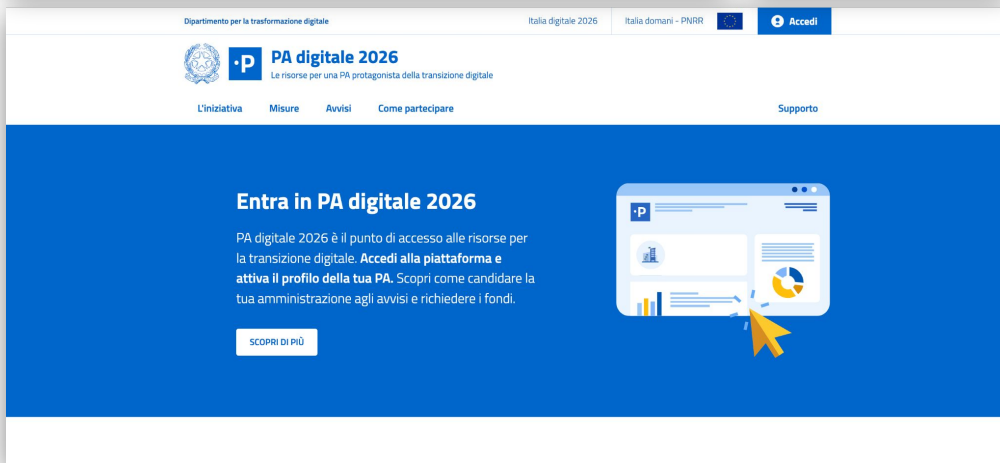 Dipartimento per la trasformazione digitale
Italia digitale 2026
Italia domani - PNRR
Accedi
·P
PA digitale 2026
Le risorse per una PA protagonista della transizione digitale
L'iniziativa
Misure
Avvisi
Come partecipare
Supporto
Entra in PA digitale 2026
PA digitale 2026 è il punto di accesso alle risorse per
la transizione digitale. Accedi alla piattaforma e
attiva il profilo della tua PA. Scopri come candidare la
tua amministrazione agli avvisi e richiedere i fondi.
SCOPRI DI PIÙ
·P